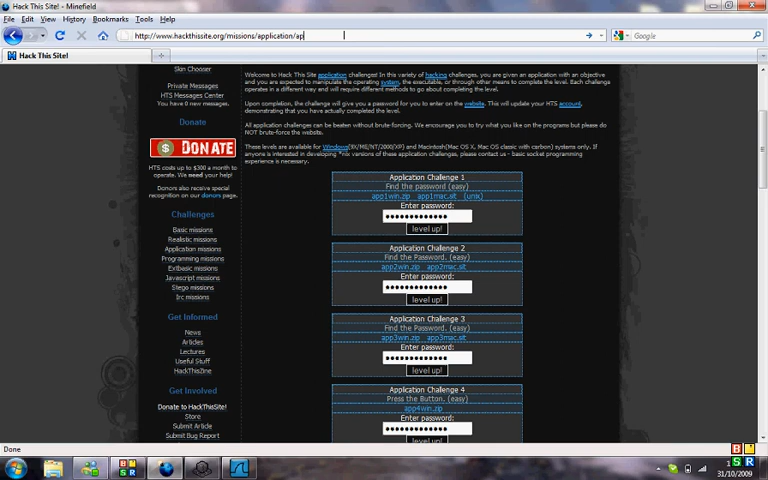 Hack This Site! - Minefield
File Edit View History Bookmarks Tools Help
http://www.hackthissite.org/missions/application/ap
Google
Hack This Site!
Skin Chooser
Private Messages
HTS Messages Center
You have 0 new messages.
Donate
DONATE
HTS costs up to $300 a month to
operate. We need your help!
Donors also receive special
recognition on our donors page.
Challenges
Basic missions
Realistic missions
Application missions
Programming missions
Extbasic missions
Javascript missions
Stego missions
Irc missions
Get Informed
News
Articles
Lectures
Useful Stuff
HackThisZine
Get Involved
Donate to HackThisSite!
Store
Submit Article
Submit Bug Report
Welcome to Hack This Site application challenges! In this variety of hacking challenges, you are given an application with an objective
and you are expected to manipulate the operating system, the executable, or through other means to complete the level. Each challenge
operates in a different way and will require different methods to go about completing the level.
Upon completion, the challenge will give you a password for you to enter on the website. This will update your HTS account,
demonstrating that you have actually completed the level.
All application challenges can be beaten without brute-forcing. We encourage you to try what you like on the programs but please do
NOT brute-force the website.
These levels are available for Windows(9X/ME/NT/2000/XP) and Macintosh(Mac OS X, Mac OS classic with carbon) systems only. If
anyone is interested in developing *nix versions of these application challenges, please contact us - basic socket programming
experience is necessary.
Application Challenge 1
Find the password (easy)
app1win.zip app1mac.sit (unix)
Enter password:
level up!
Application Challenge 2
Find the Password. (easy)
app2win.zip app2mac.sit
Enter password:
level up!
Application Challenge 3
Find the Password. (easy)
app3win.zip app3mac.sit
Enter password:
level up!
Application Challenge 4
Press the Button. (easy)
app4win.zip
Enter password:
level up!
Done
B
S R
31/10/2009